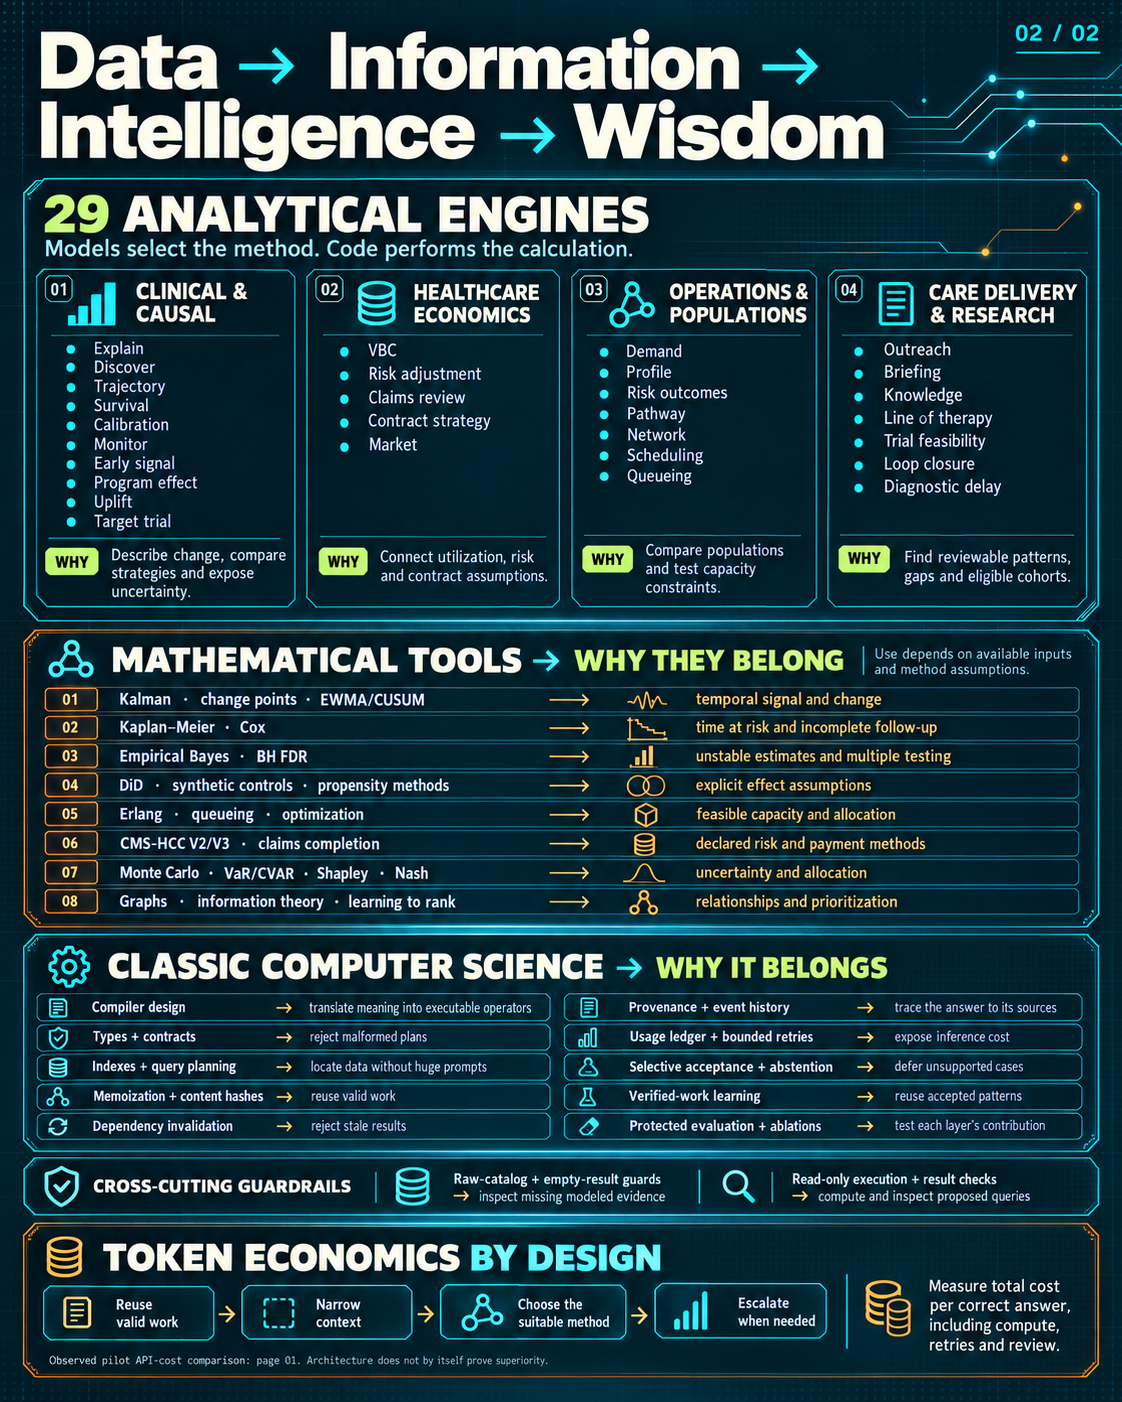 02 / 02
Data → Information →
Intelligence → Wisdom
29 ANALYTICAL ENGINES
Models select the method. Code performs the calculation.
01
CLINICAL &
CAUSAL
Explain
Discover
Trajectory
Survival
Calibration
Monitor
Early signal
Program effect
Uplift
Target trial
WHY
Describe change, compare
strategies and expose
uncertainty.
02
HEALTHCARE
ECONOMICS
VBC
Risk adjustment
Claims review
Contract strategy
Market
WHY
Connect utilization, risk
and contract assumptions.
03
OPERATIONS &
POPULATIONS
Demand
Profile
Risk outcomes
Pathway
Network
Scheduling
Queueing
WHY
Compare populations
and test capacity
constraints.
04
CARE DELIVERY
& RESEARCH
Outreach
Briefing
Knowledge
Line of therapy
Trial feasibility
Loop closure
Diagnostic delay
WHY
Find reviewable patterns,
gaps and eligible cohorts.
MATHEMATICAL TOOLS → WHY THEY BELONG
Use depends on available inputs
and method assumptions.
01 Kalman · change points · EWMA/CUSUM → temporal signal and change
02 Kaplan–Meier · Cox → time at risk and incomplete follow-up
03 Empirical Bayes · BH FDR → unstable estimates and multiple testing
04 DiD · synthetic controls · propensity methods → explicit effect assumptions
05 Erlang · queueing · optimization → feasible capacity and allocation
06 CMS-HCC V2/V3 · claims completion → declared risk and payment methods
07 Monte Carlo · VaR/CVAR · Shapley · Nash → uncertainty and allocation
08 Graphs · information theory · learning to rank → relationships and prioritization
CLASSIC COMPUTER SCIENCE → WHY IT BELONGS
Compiler design → translate meaning into executable operators
Types + contracts → reject malformed plans
Indexes + query planning → locate data without huge prompts
Memoization + content hashes → reuse valid work
Dependency invalidation → reject stale results
Provenance + event history → trace the answer to its sources
Usage ledger + bounded retries → expose inference cost
Selective acceptance + abstention → defer unsupported cases
Verified-work learning → reuse accepted patterns
Protected evaluation + ablations → test each layer's contribution
CROSS-CUTTING GUARDRAILS
Raw-catalog + empty-result guards
→ inspect missing modeled evidence
Read-only execution + result checks
→ compute and inspect proposed queries
TOKEN ECONOMICS BY DESIGN
Reuse
valid work
→
Narrow
context
→
Choose the
suitable method
→
Escalate
when needed
Measure total cost
per correct answer,
including compute,
retries and review.
Observed pilot API-cost comparison: page 01. Architecture does not by itself prove superiority.